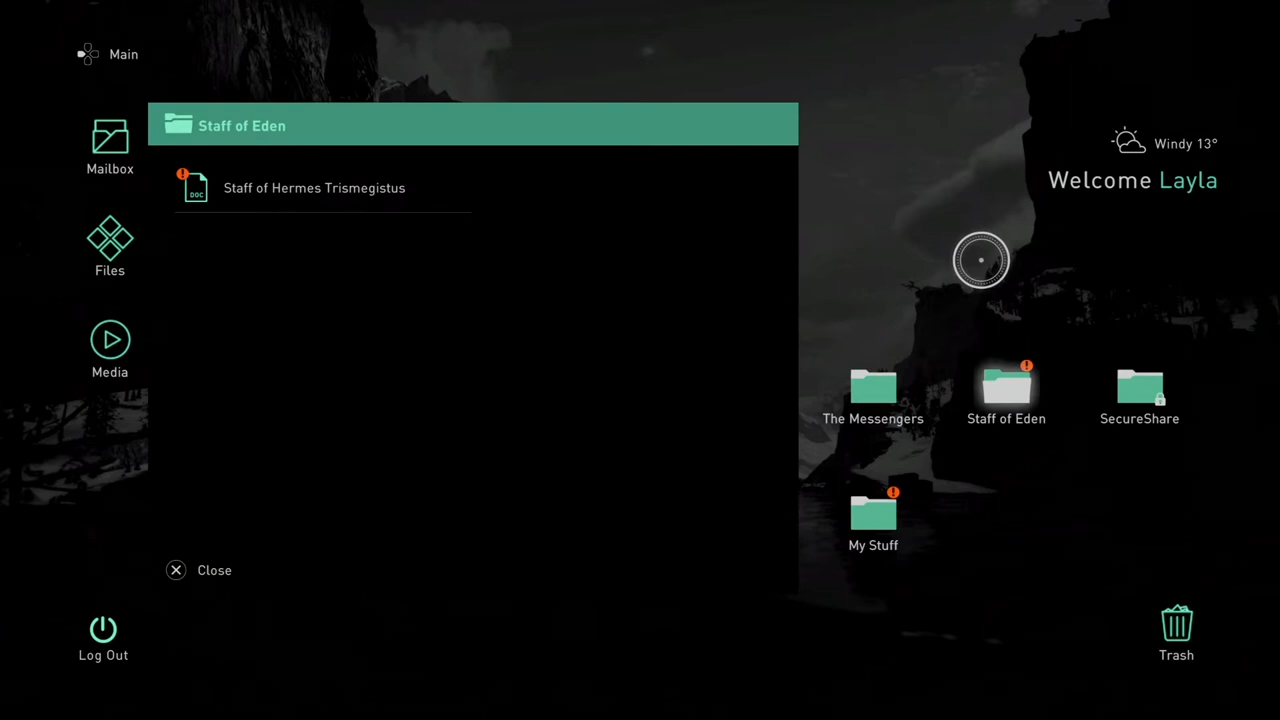 Main
Mailbox
Files
Media
Log Out
Staff of Eden
DOC
Staff of Hermes Trismegistus
Close
Windy 13°
Welcome Layla
The Messengers
Staff of Eden
SecureShare
My Stuff
Trash